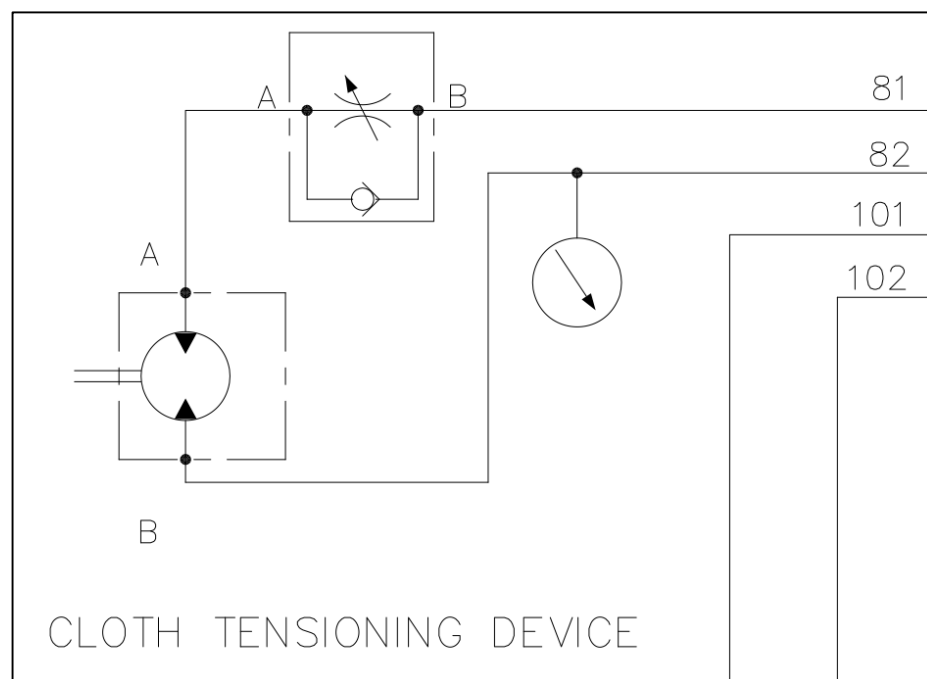 A B 81
82
101
A
102
B
CLOTH TENSIONING DEVICE